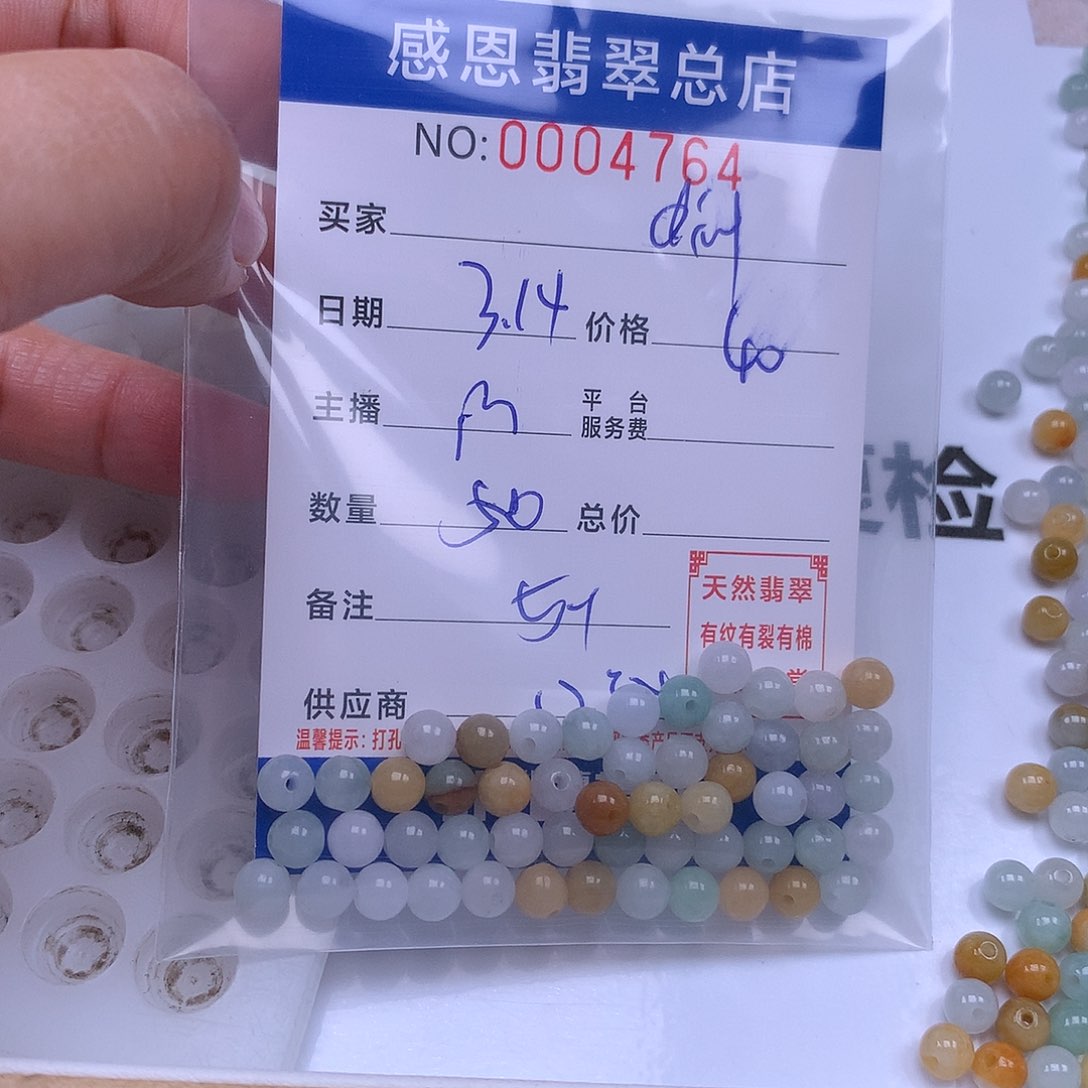 感恩翡翠总店
NO:0004764
买家 diy
日期 3.14 价格 60
主播 m 平台服务费
数量 50 总价
备注
天然翡翠
有纹有裂有棉
供应商
温馨提示：打孔